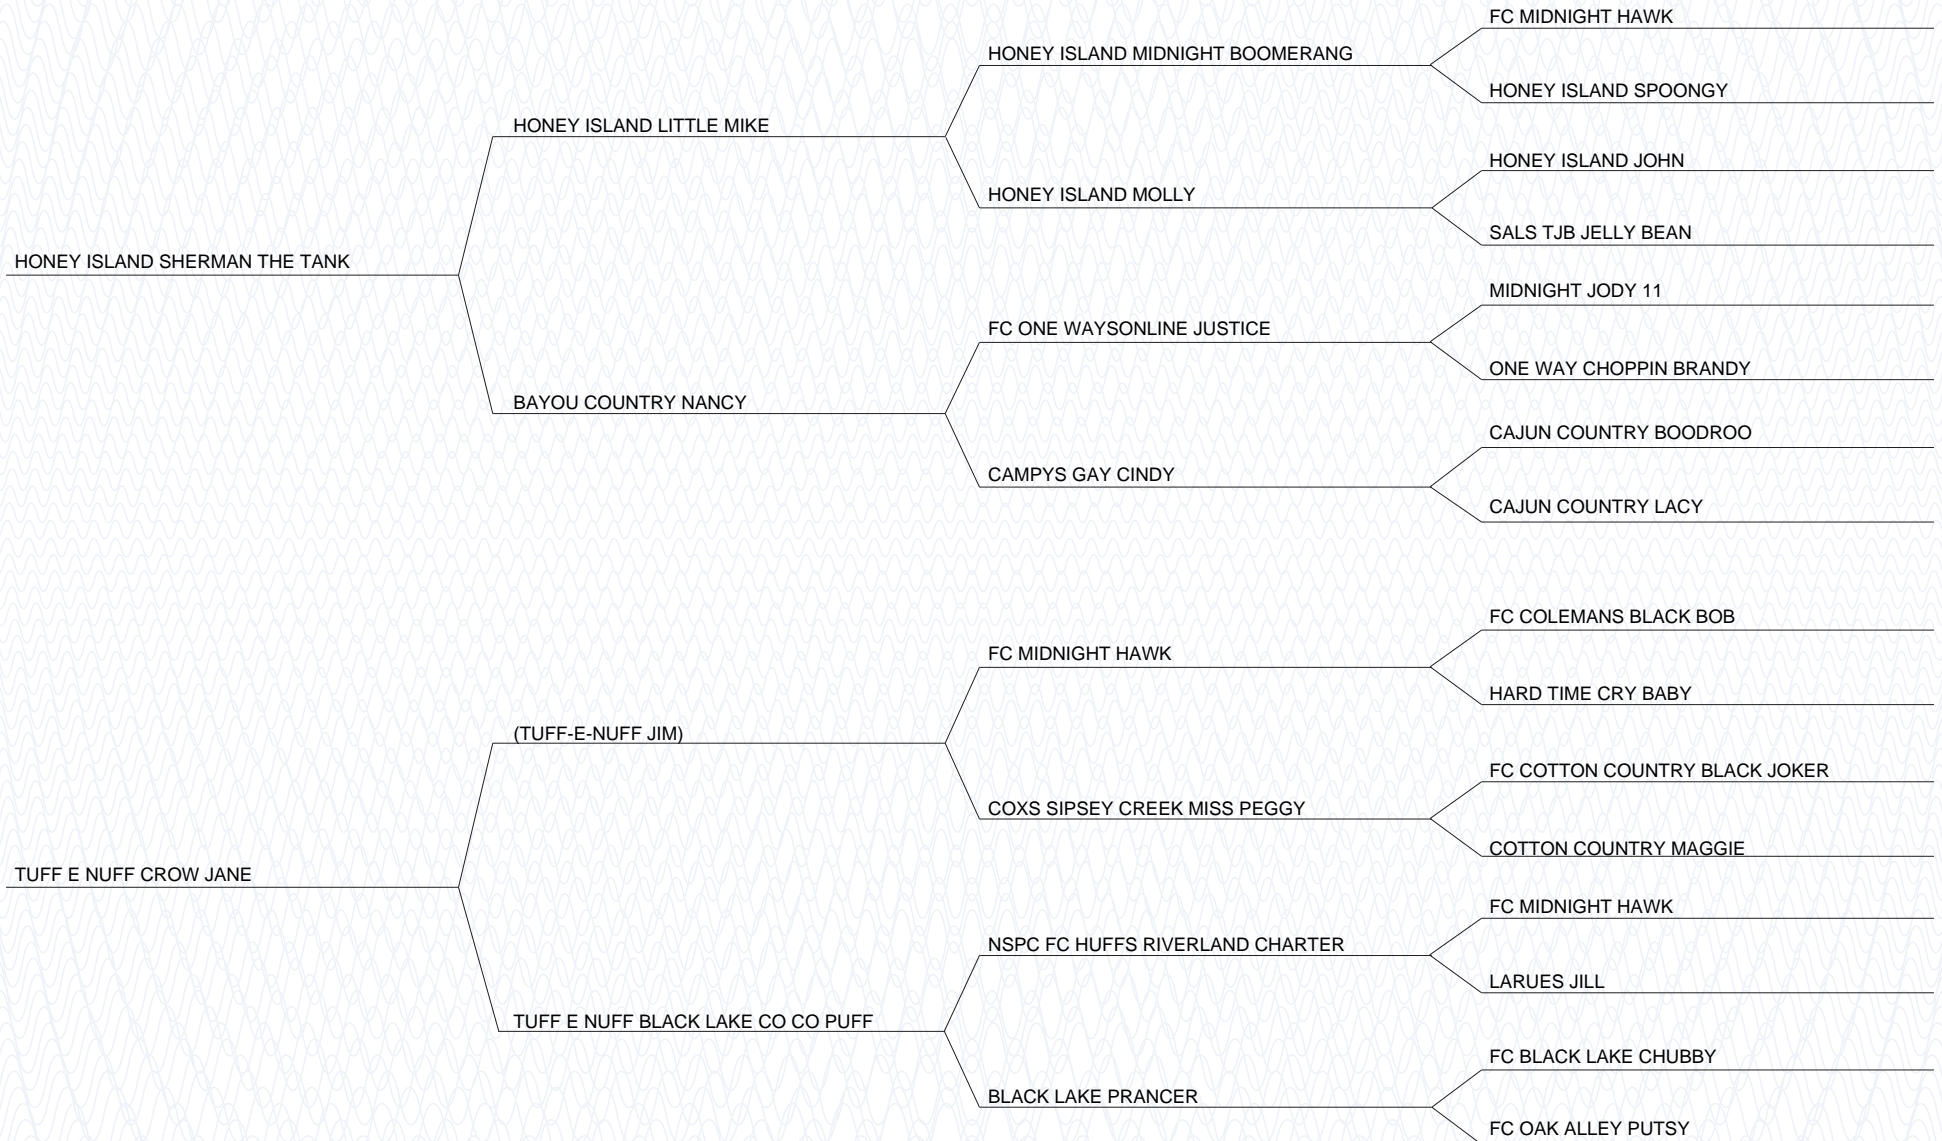 FC MIDNIGHT HAWK
HONEY ISLAND MIDNIGHT BOOMERANG
HONEY ISLAND SPOONGY
HONEY ISLAND LITTLE MIKE
HONEY ISLAND JOHN
HONEY ISLAND MOLLY
SALS TJB JELLY BEAN
HONEY ISLAND SHERMAN THE TANK
MIDNIGHT JODY 11
FC ONE WAYSONLINE JUSTICE
ONE WAY CHOPPIN BRANDY
BAYOU COUNTRY NANCY
CAJUN COUNTRY BOODROO
CAMPYS GAY CINDY
CAJUN COUNTRY LACY
FC COLEMANS BLACK BOB
FC MIDNIGHT HAWK
HARD TIME CRY BABY
(TUFF-E-NUFF JIM)
FC COTTON COUNTRY BLACK JOKER
COXS SIPSEY CREEK MISS PEGGY
COTTON COUNTRY MAGGIE
TUFF E NUFF CROW JANE
FC MIDNIGHT HAWK
NSPC FC HUFFS RIVERLAND CHARTER
LARUES JILL
TUFF E NUFF BLACK LAKE CO CO PUFF
FC BLACK LAKE CHUBBY
BLACK LAKE PRANCER
FC OAK ALLEY PUTSY